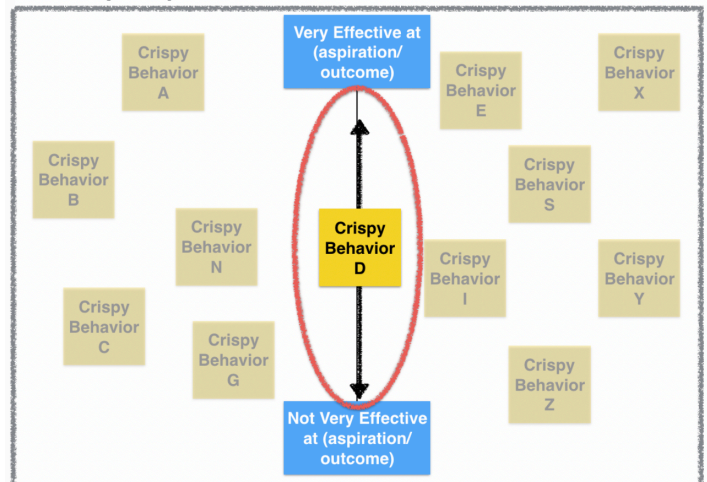 Very Effective at
(aspiration/
outcome)
Crispy
Behavior
A
Crispy
Behavior
E
Crispy
Behavior
X
Crispy
Behavior
B
Crispy
Behavior
S
Crispy
Behavior
N
Crispy
Behavior
D
Crispy
Behavior
I
Crispy
Behavior
Y
Crispy
Behavior
C
Crispy
Behavior
G
Crispy
Behavior
Z
Not Very Effective
at (aspiration/
outcome)